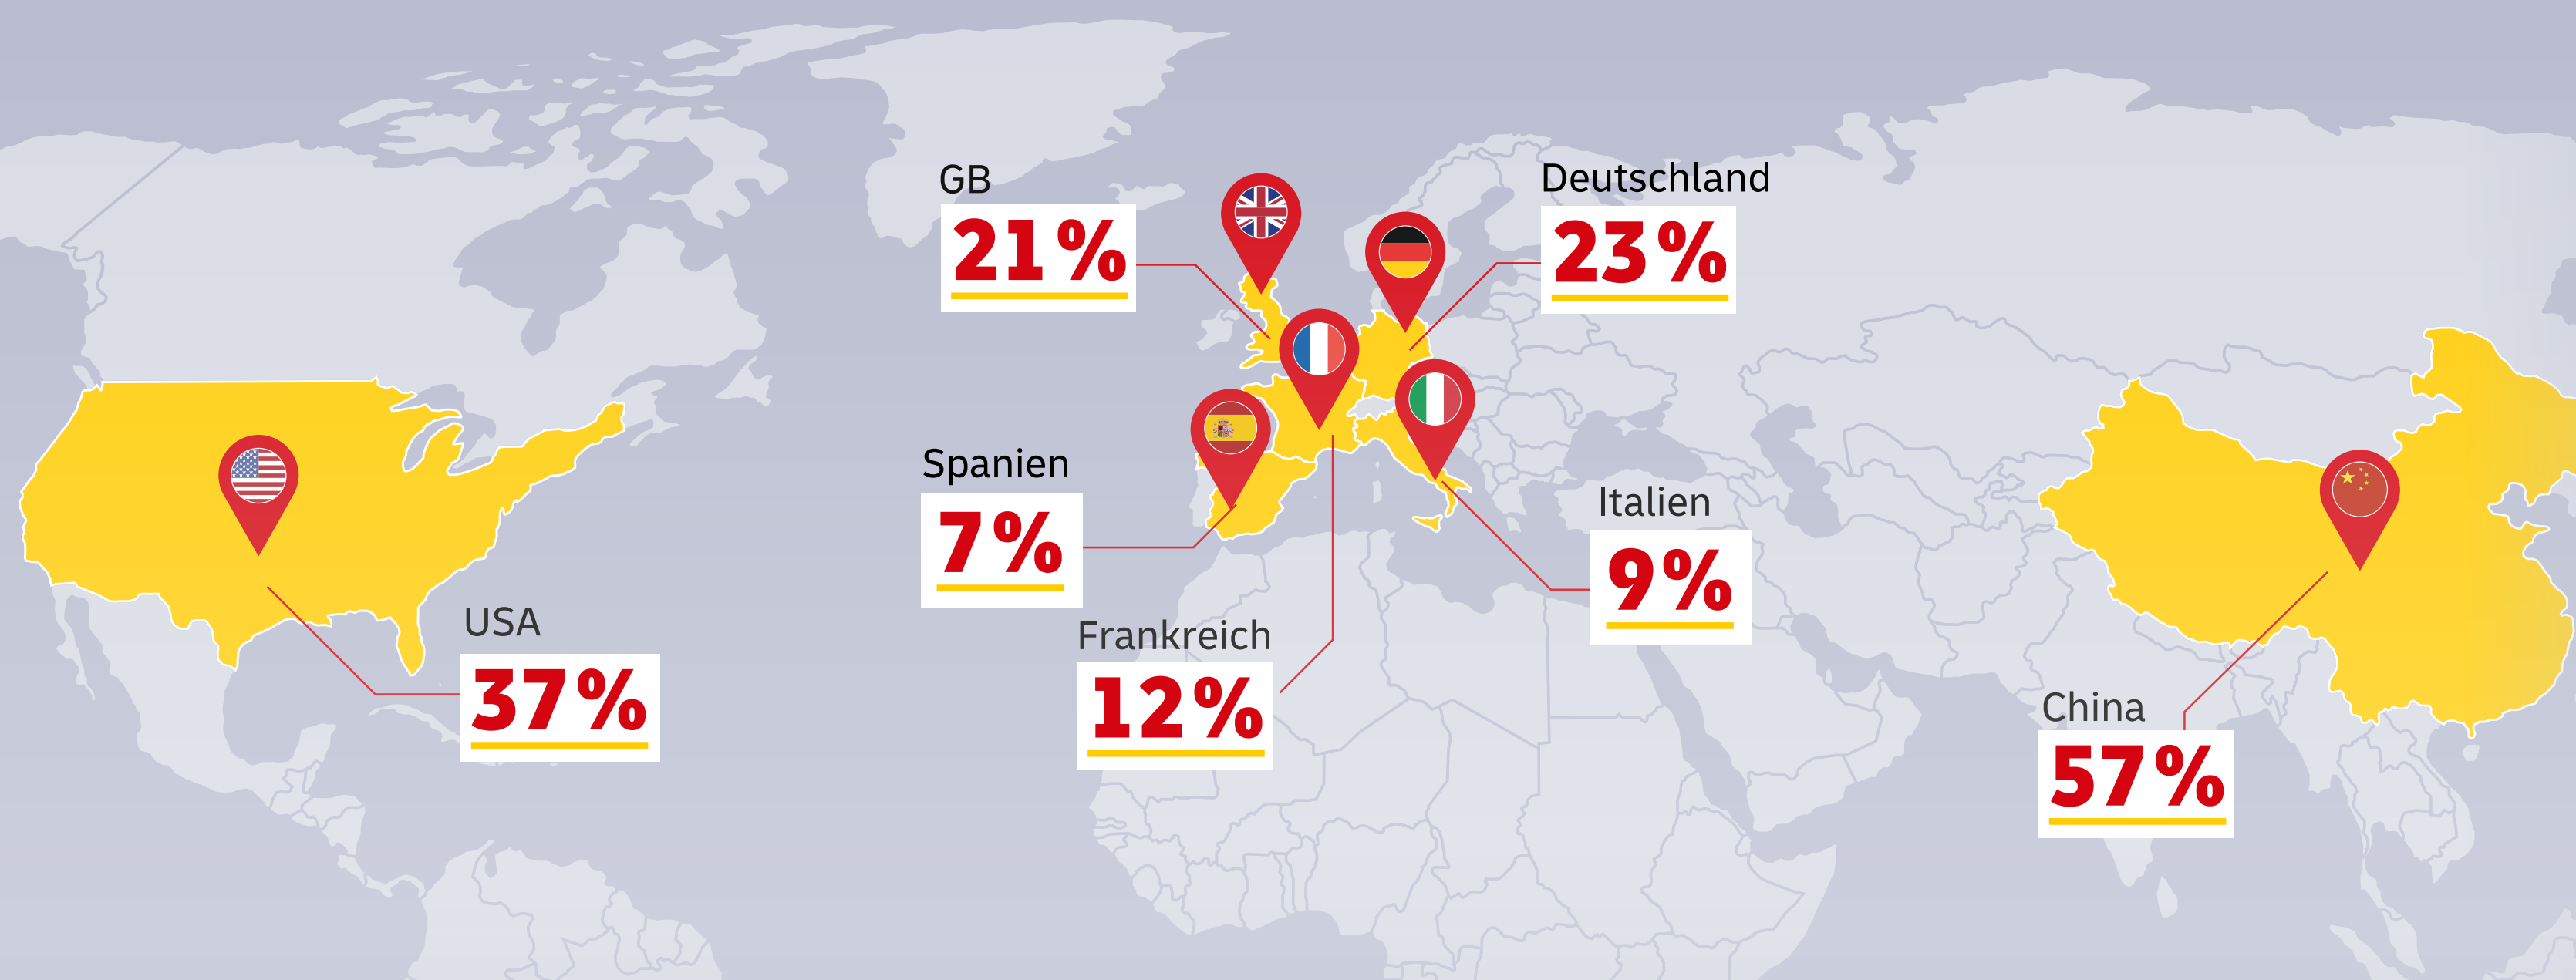 GB
21%
Deutschland
23%
Spanien
7%
Italien
9%
USA
37%
Frankreich
12%
China
57%